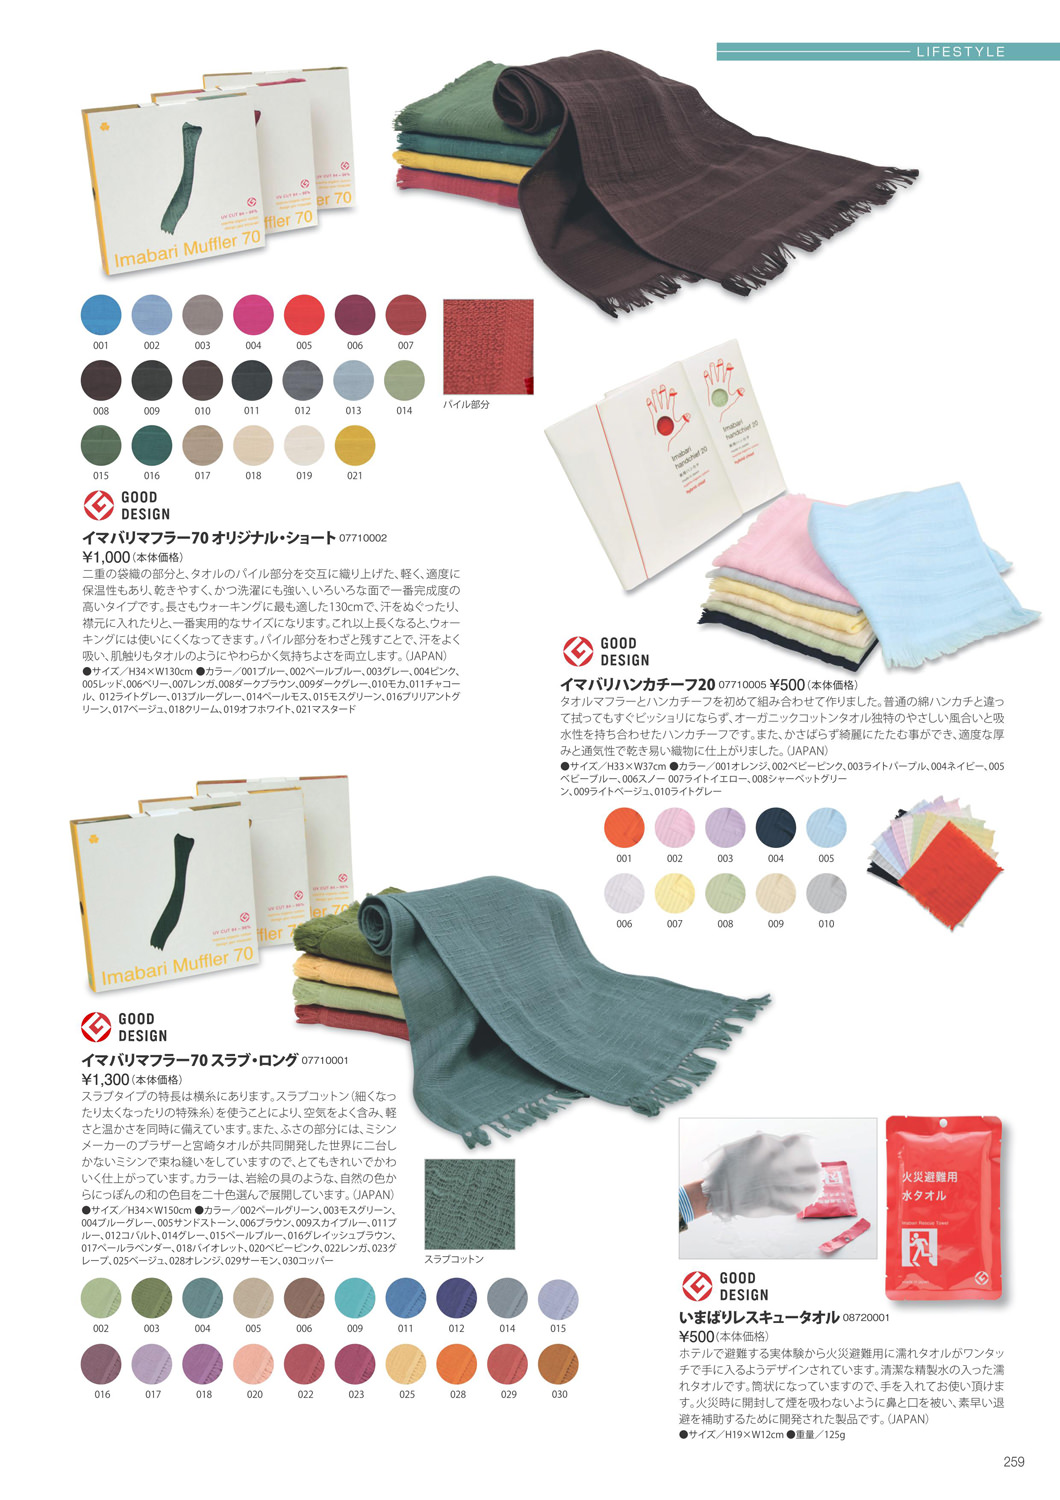 LIFESTYLE
UV CUT 94～98%
Imabari Muffler 70
UV CUT 94～98%
ffler 70
UV CUT 94～98%
er 70
001 002 003 004 005 006 007
008 009 010 011 012 013 014
パイル部分
015 016 017 018 019 021
GOOD
DESIGN
イマバリマフラー70 オリジナル・ショート 07710002
¥1,000（本体価格）
二重の袋織の部分と、タオルのパイル部分を交互に織り上げた、軽く、適度に
保温性もあり、乾きやすく、かつ洗濯にも強い、いろいろな面で一番完成度の
高いタイプです。長さもウォーキングに最も適した130cmで、汗をぬぐったり、
襟元に入れたりと、一番実用的なサイズになります。これ以上長くなると、ウォー
キングには使いにくくなってきます。パイル部分をわざと残すことで、汗をよく
吸い、肌触りもタオルのようにやわらかく気持ちよさを両立します。（JAPAN）
●サイズ／H34×W130cm ●カラー／001ブルー、002ペールブルー、003グレー、004ピンク、
005レッド、006ベリー、007レンガ、008ダークブラウン、009ダークグレー、010モカ、011チャコー
ル、012ライトグレー、013ブルーグレー、014ペールモス、015モスグリーン、016ブリリアントグ
リーン、017ベージュ、018クリーム、019オフホワイト、021マスタード
Imabari
handchief 20
Imabari
handchief 20
GOOD
DESIGN
イマバリハンカチーフ20 07710005 ¥500（本体価格）
タオルマフラーとハンカチーフを初めて組み合わせて作りました。普通の綿ハンカチと違っ
て拭ってもすぐビッショリにならず、オーガニックコットンタオル独特のやさしい風合いと吸
水性を持ち合わせたハンカチーフです。また、かさばらず綺麗にたたむ事ができ、適度な厚
みと通気性で乾き易い織物に仕上がりました。（JAPAN）
●サイズ／H33×W37cm ●カラー／001オレンジ、002ベビーピンク、003ライトパープル、004ネイビー、005
ベビーブルー、006スノー 007ライトイエロー、008シャーベットグリー
ン、009ライトベージュ、010ライトグレー
001 002 003 004 005
006 007 008 009 010
UV CUT 94～98%
Imabari Muffler 70
UV CUT 94～98%
ffler 7
UV CUT 94～98%
er 70
GOOD
DESIGN
イマバリマフラー70 スラブ・ロング 07710001
¥1,300（本体価格）
スラブタイプの特長は横糸にあります。スラブコットン（細くなっ
たり太くなったりの特殊糸）を使うことにより、空気をよく含み、軽
さと温かさを同時に備えています。また、ふさの部分には、ミシン
メーカーのブラザーと宮崎タオルが共同開発した世界に二台し
かないミシンで束ね縫いをしていますので、とてもきれいでかわ
いく仕上がっています。カラーは、岩絵の具のような、自然の色か
らにっぽんの和の色目を二十色選んで展開しています。（JAPAN）
●サイズ／H34×W150cm ●カラー／002ペールグリーン、003モスグリーン、
004ブルーグレー、005サンドストーン、006ブラウン、009スカイブルー、011ブ
ルー、012コバルト、014グレー、015ペールブルー、016グレイッシュブラウン、
017ペールラベンダー、018バイオレット、020ベビーピンク、022レンガ、023グ
レープ、025ベージュ、028オレンジ、029サーモン、030コッパー
スラブコットン
002 003 004 005 006 009 011 012 014 015
016 017 018 020 022 023 025 028 029 030
火災避難用
水タオル
Imabari Rescue Towel
GOOD
DESIGN
いまばりレスキュータオル 08720001
¥500（本体価格）
ホテルで避難する実体験から火災避難用に濡れタオルがワンタッ
チで手に入るようデザインされています。清潔な精製水の入った濡
れタオルです。筒状になっていますので、手を入れてお使い頂けま
す。火災時に開封して煙を吸わないように鼻と口を被い、素早い退
避を補助するために開発された製品です。（JAPAN）
●サイズ／H19×W12cm ●重量／125g
259